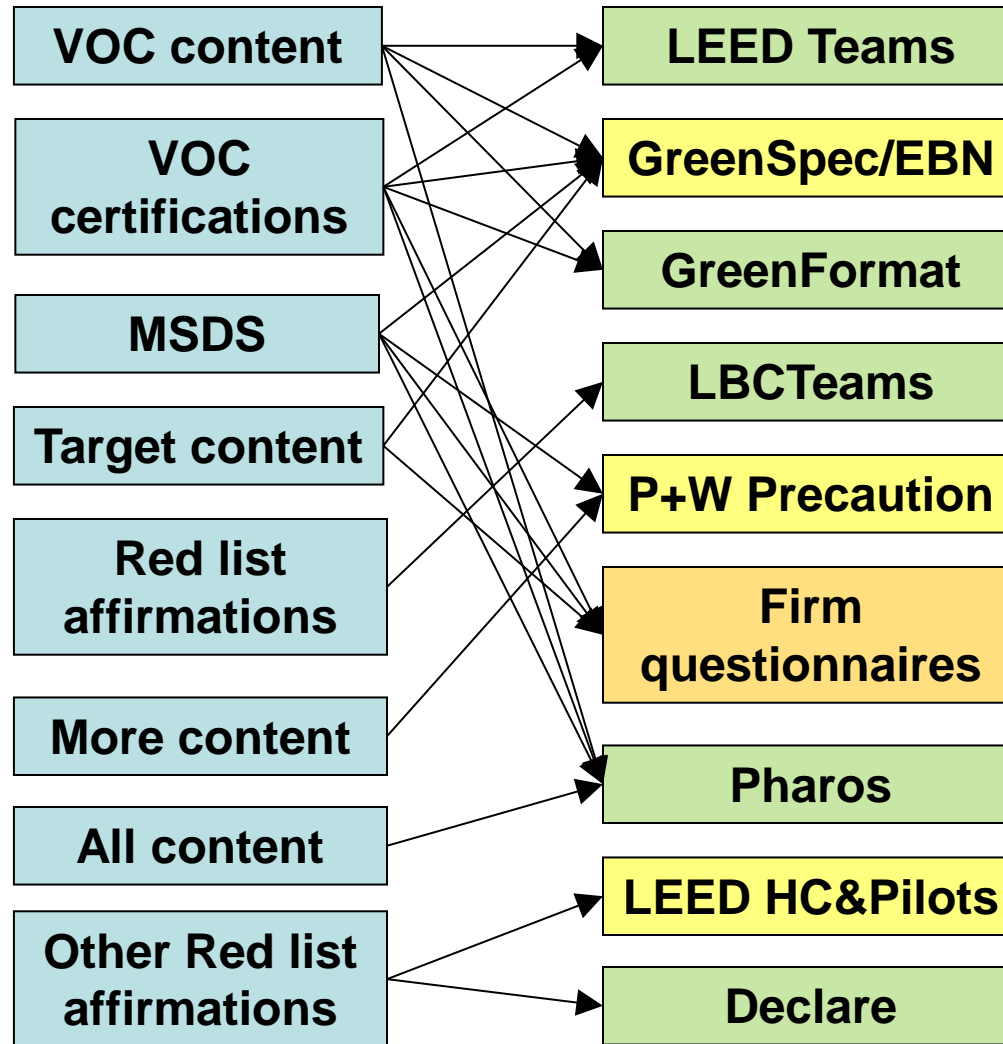 VOC content
VOC
certifications
MSDS
Target content
Red list
affirmations
More content
All content
Other Red list
affirmations
LEED Teams
GreenSpec/EBN
GreenFormat
LBCTeams
P+W Precaution
Firm
questionnaires
Pharos
LEED HC&Pilots
Declare